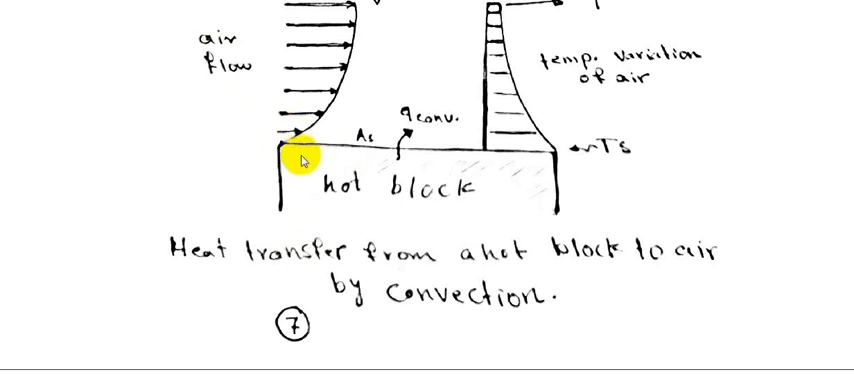 air
flow
temp. variation
of air
q conv.
As
Ts
hot block
Heat transfer from a hot block to air
by convection.
7